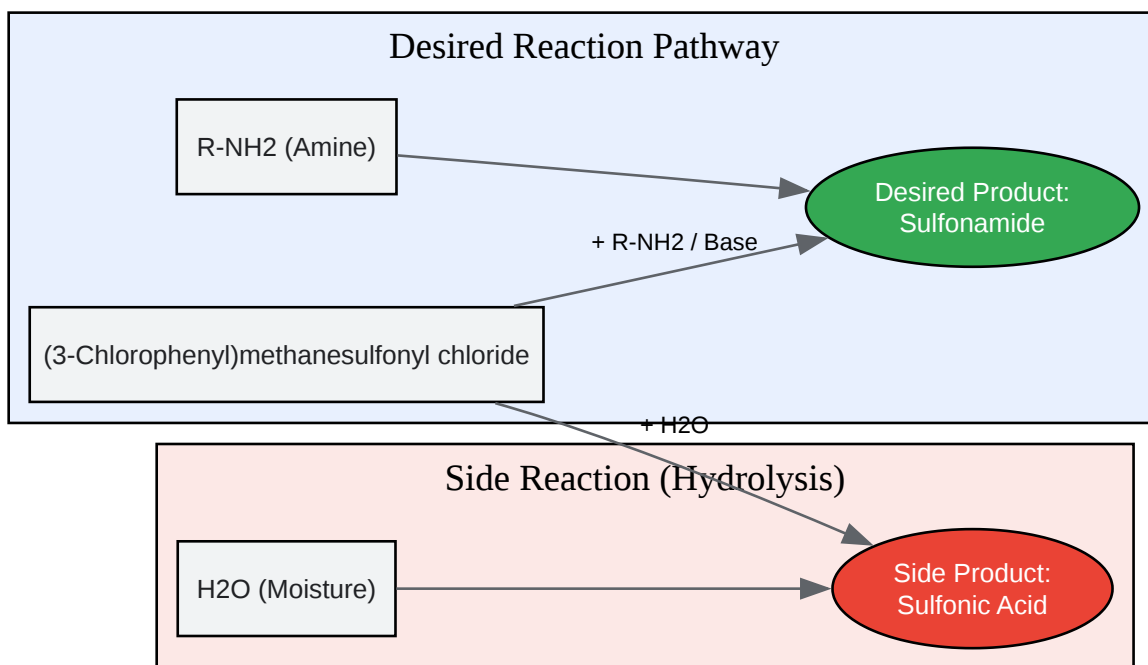 Desired Reaction Pathway
R-NH2 (Amine)
Desired Product:
Sulfonamide
+ R-NH2 / Base
(3-Chlorophenyl)methanesulfonyl chloride
+ H2O
Side Reaction (Hydrolysis)
H2O (Moisture)
Side Product:
Sulfonic Acid